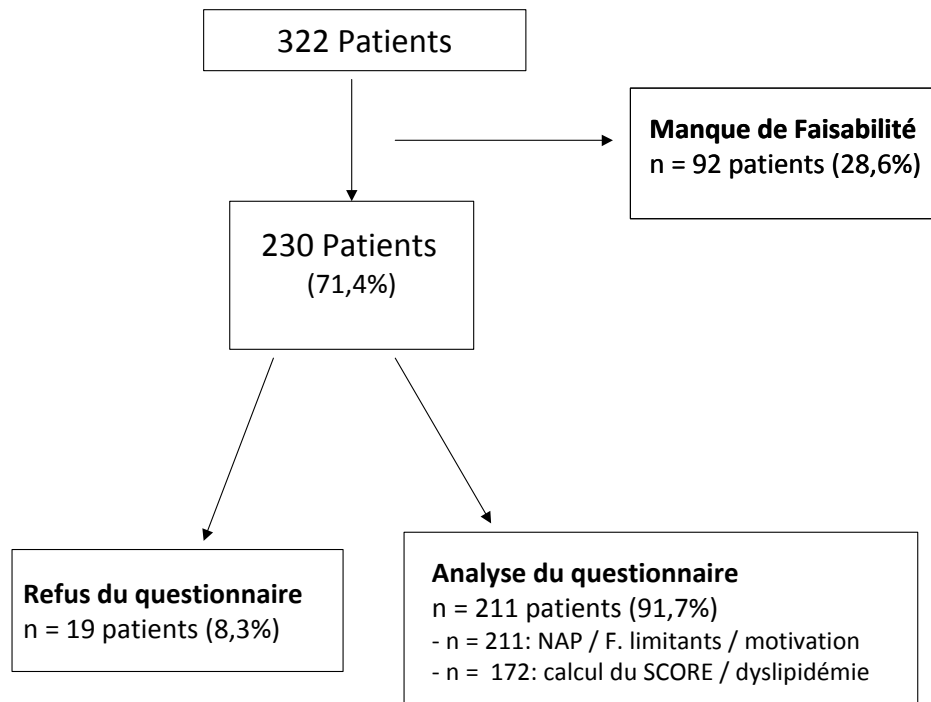 322 Patients
Manque de Faisabilité
n = 92 patients (28,6%)
230 Patients
(71,4%)
Refus du questionnaire
n = 19 patients (8,3%)
Analyse du questionnaire
n = 211 patients (91,7%)
- n = 211: NAP / F. limitants / motivation
- n = 172: calcul du SCORE / dyslipidémie